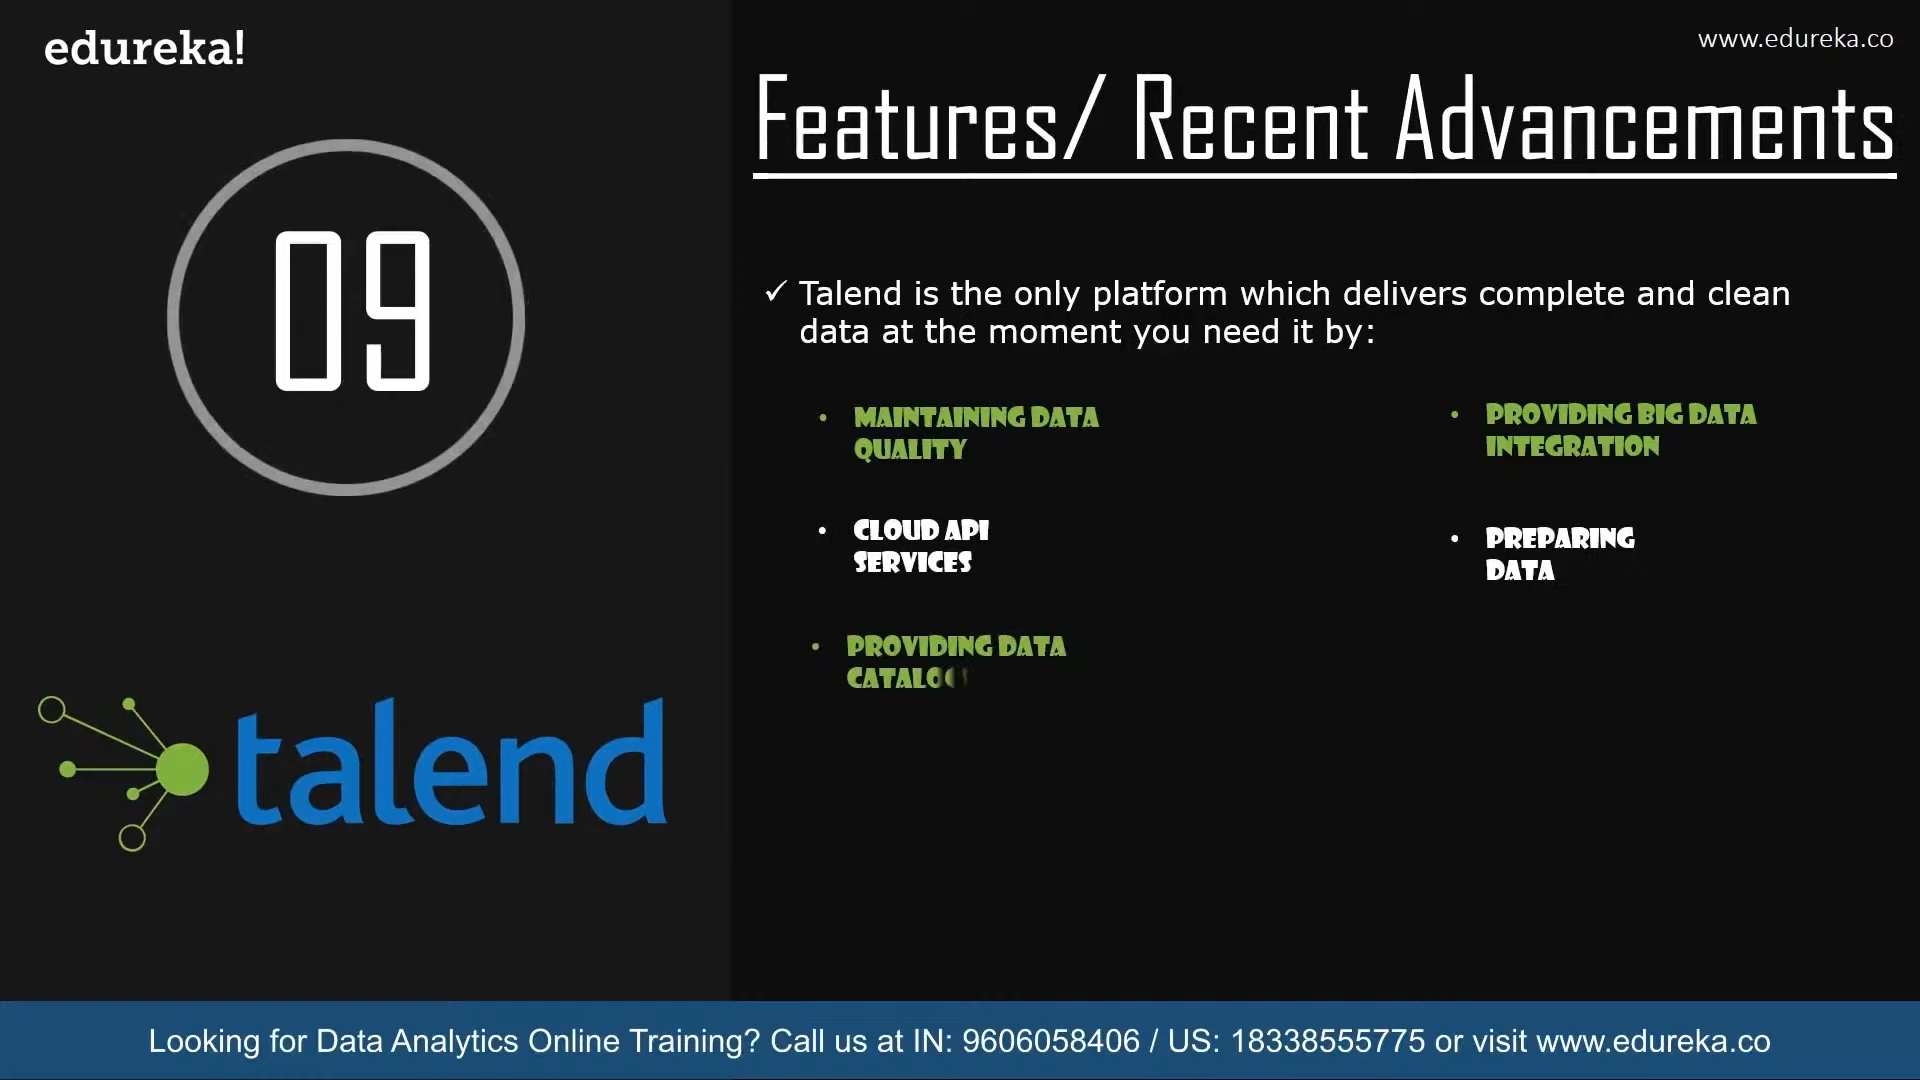 edureka!
www.edureka.co
Features/ Recent Advancements
09
✓ Talend is the only platform which delivers complete and clean
data at the moment you need it by:
• MAINTAINING DATA
QUALITY
• PROVIDING BIG DATA
INTEGRATION
• CLOUD API
SERVICES
• PREPARING
DATA
• PROVIDING DATA
talend
Looking for Data Analytics Online Training? Call us at IN: 9606058406 / US: 18338555775 or visit www.edureka.co